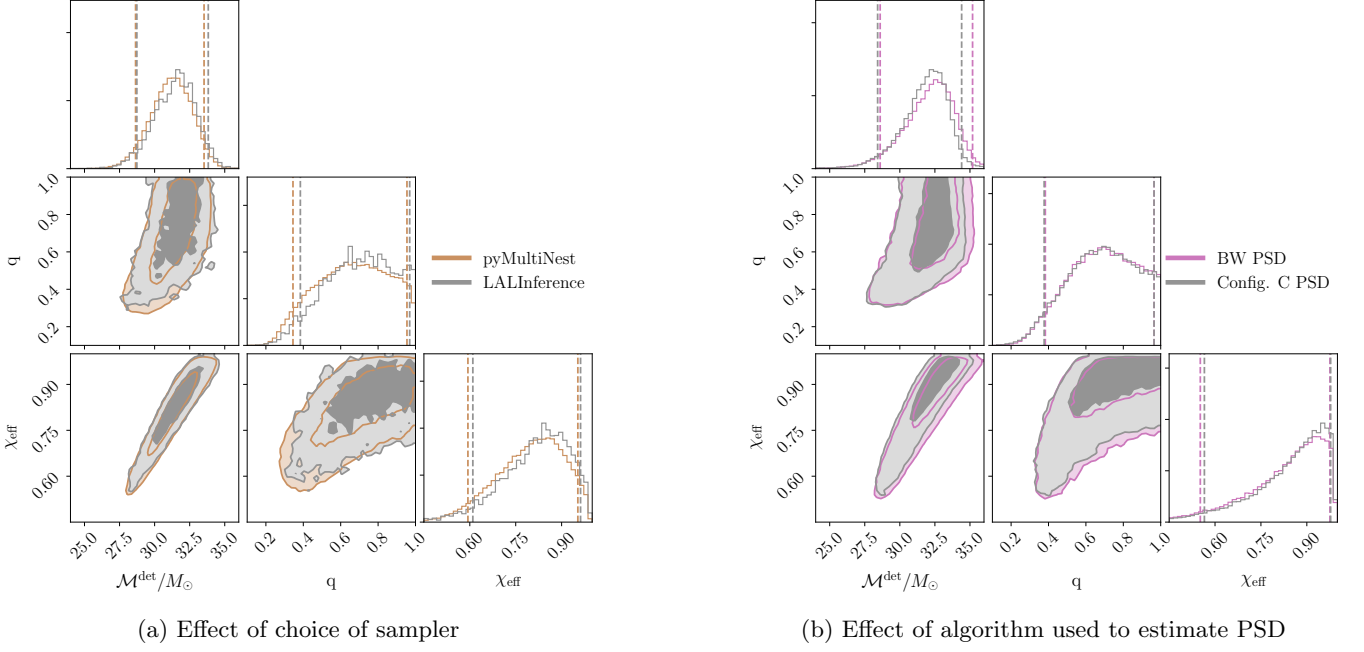 q
1.0
0.8
0.6
0.4
0.2
χeff
0.90
0.75
0.60
25.0 27.5 30.0 32.5 35.0
ℳdet/M⊙
0.2 0.4 0.6 0.8 1.0
q
0.60 0.75 0.90
χeff
pyMultiNest
LALInference
(a) Effect of choice of sampler
q
1.0
0.8
0.6
0.4
0.2
χeff
0.90
0.75
0.60
25.0 27.5 30.0 32.5 35.0
ℳdet/M⊙
0.2 0.4 0.6 0.8 1.0
q
0.60 0.75 0.90
χeff
BW PSD
Config. C PSD
(b) Effect of algorithm used to estimate PSD